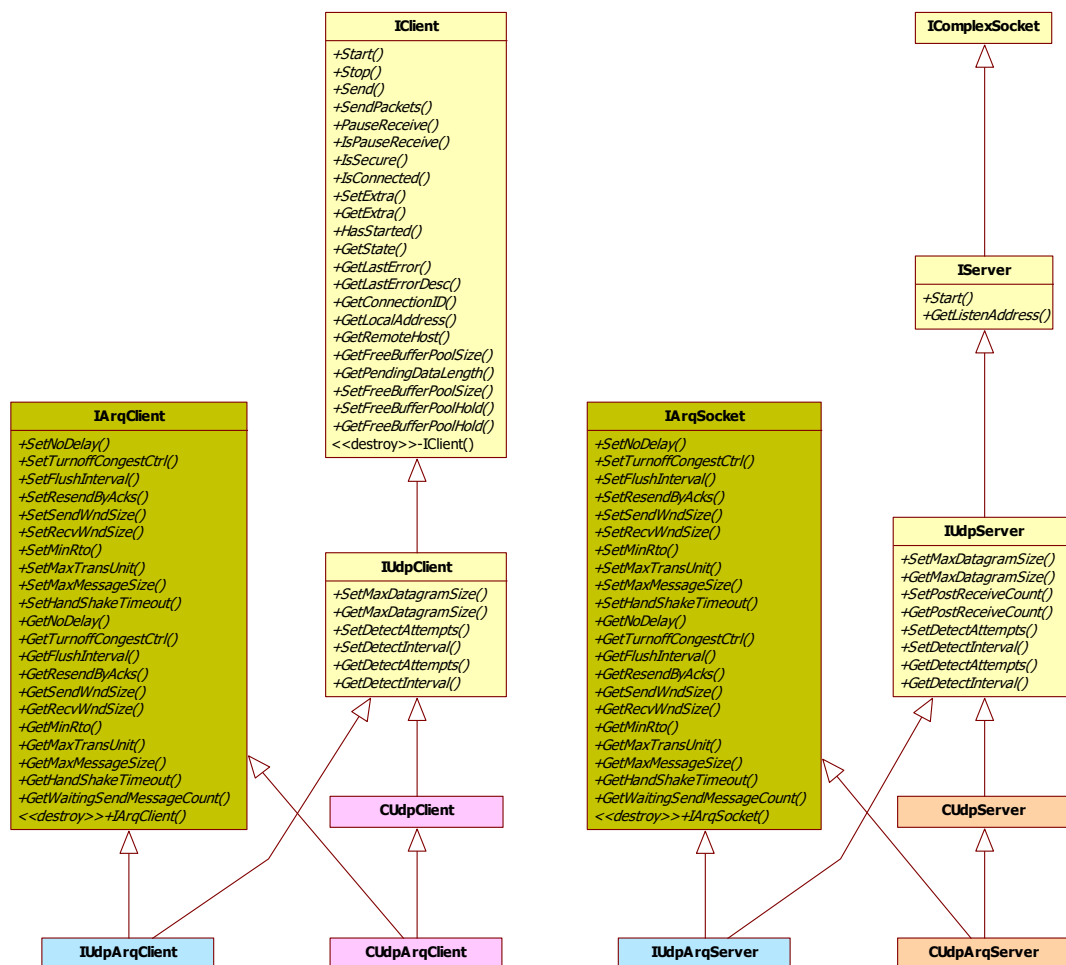 IClient
+Start()
+Stop()
+Send()
+SendPackets()
+PauseReceive()
+IsPauseReceive()
+IsSecure()
+IsConnected()
+SetExtra()
+GetExtra()
+HasStarted()
+GetState()
+GetLastError()
+GetLastErrorDesc()
+GetConnectionID()
+GetLocalAddress()
+GetRemoteHost()
+GetFreeBufferPoolSize()
+GetPendingDataLength()
+SetFreeBufferPoolSize()
+SetFreeBufferPoolHold()
+GetFreeBufferPoolHold()
<<destroy>>-IClient()
IComplexSocket
IServer
+Start()
+GetListenAddress()
IArqClient
+SetNoDelay()
+SetTurnoffCongestCtrl()
+SetFlushInterval()
+SetResendByAcks()
+SetSendWndSize()
+SetRecvWndSize()
+SetMinRto()
+SetMaxTransUnit()
+SetMaxMessageSize()
+SetHandShakeTimeout()
+GetNoDelay()
+GetTurnoffCongestCtrl()
+GetFlushInterval()
+GetResendByAcks()
+GetSendWndSize()
+GetRecvWndSize()
+GetMinRto()
+GetMaxTransUnit()
+GetMaxMessageSize()
+GetHandShakeTimeout()
+GetWaitingSendMessageCount()
<<destroy>>+IArqClient()
IUdpClient
+SetMaxDatagramSize()
+GetMaxDatagramSize()
+SetDetectAttempts()
+SetDetectInterval()
+GetDetectAttempts()
+GetDetectInterval()
IArqSocket
+SetNoDelay()
+SetTurnoffCongestCtrl()
+SetFlushInterval()
+SetResendByAcks()
+SetSendWndSize()
+SetRecvWndSize()
+SetMinRto()
+SetMaxTransUnit()
+SetMaxMessageSize()
+SetHandShakeTimeout()
+GetNoDelay()
+GetTurnoffCongestCtrl()
+GetFlushInterval()
+GetResendByAcks()
+GetSendWndSize()
+GetRecvWndSize()
+GetMinRto()
+GetMaxTransUnit()
+GetMaxMessageSize()
+GetHandShakeTimeout()
+GetWaitingSendMessageCount()
<<destroy>>+IArqSocket()
IUdpServer
+SetMaxDatagramSize()
+GetMaxDatagramSize()
+SetPostReceiveCount()
+GetPostReceiveCount()
+SetDetectAttempts()
+SetDetectInterval()
+GetDetectAttempts()
+GetDetectInterval()
CUdpClient
CUdpServer
IUdpArqClient
CUdpArqClient
IUdpArqServer
CUdpArqServer